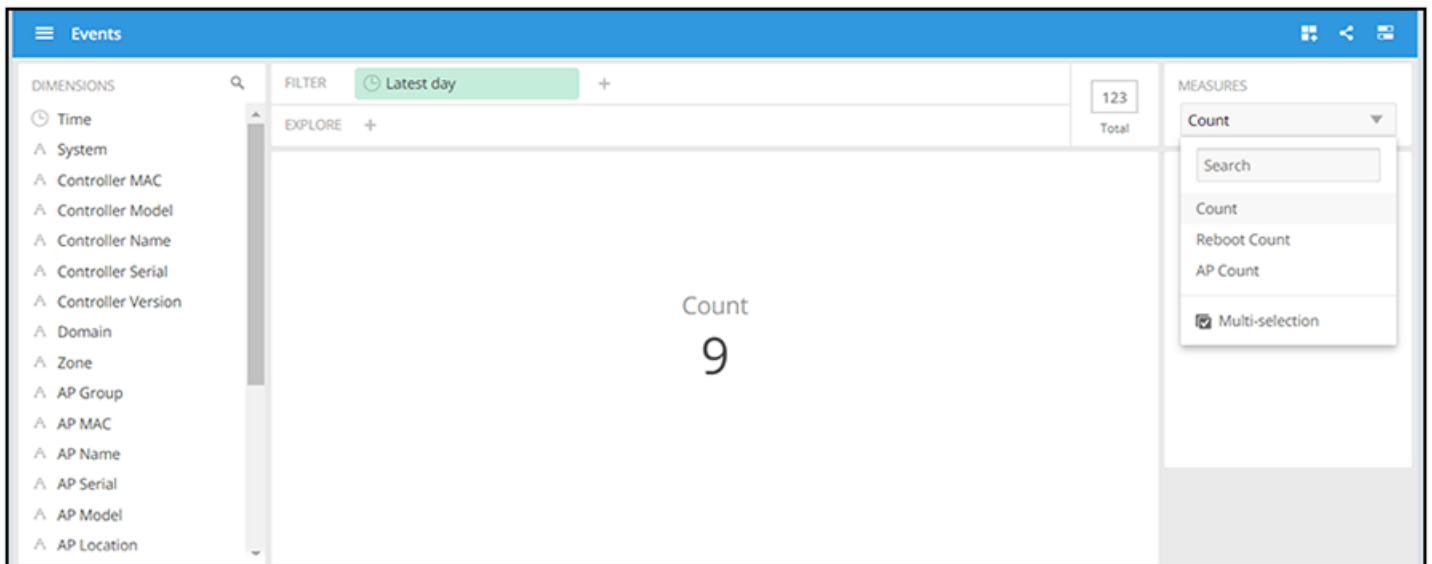 Events
DIMENSIONS
Time
System
Controller MAC
Controller Model
Controller Name
Controller Serial
Controller Version
Domain
Zone
AP Group
AP MAC
AP Name
AP Serial
AP Model
AP Location
FILTER Latest day +
EXPLORE +
123
Total
Count
9
MEASURES
Count
Search
Count
Reboot Count
AP Count
Multi-selection